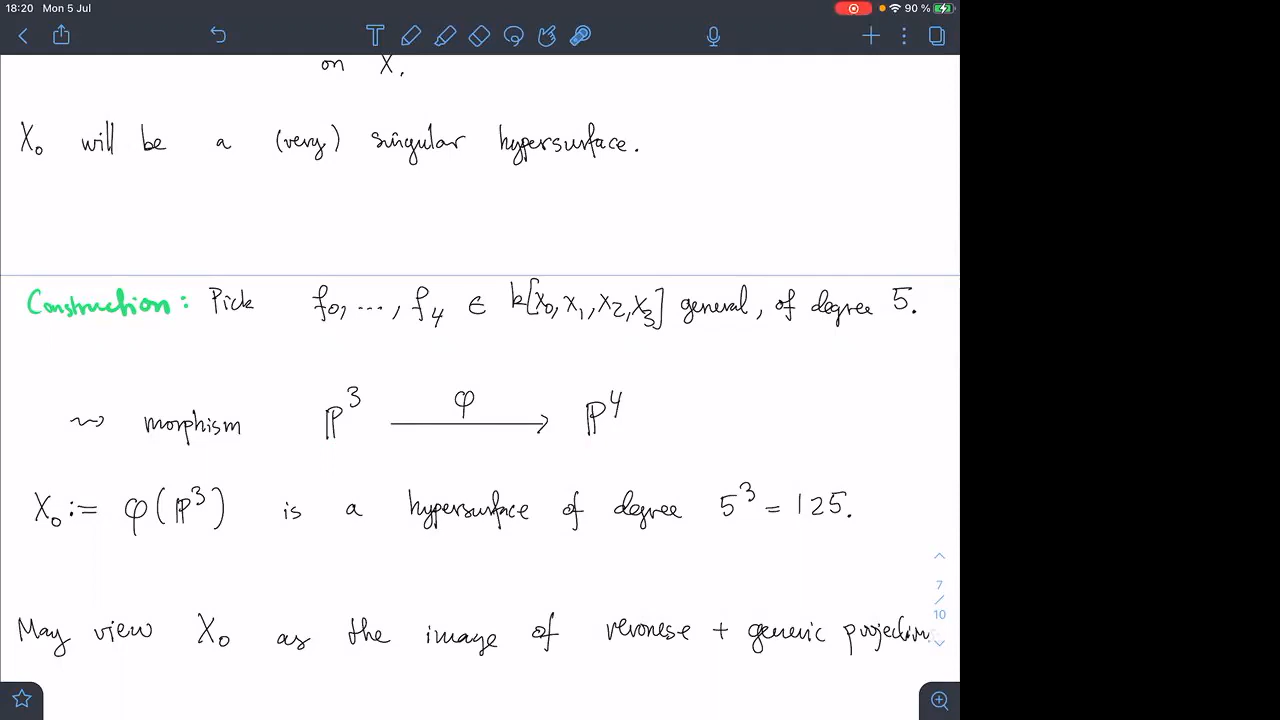 18:20 Mon 5 Jul 90 %
on X.
X₀ will be a (very) singular hypersurface.
Construction: Pick f₀, ..., f₄ ∈ k[x₀, x₁, x₂, x₃] general, of degree 5.
⇝ morphism ℙ³ —φ→ ℙ⁴
X₀ := φ(ℙ³) is a hypersurface of degree 5³ = 125.
7
/
10
May view X₀ as the image of veronese + generic projection